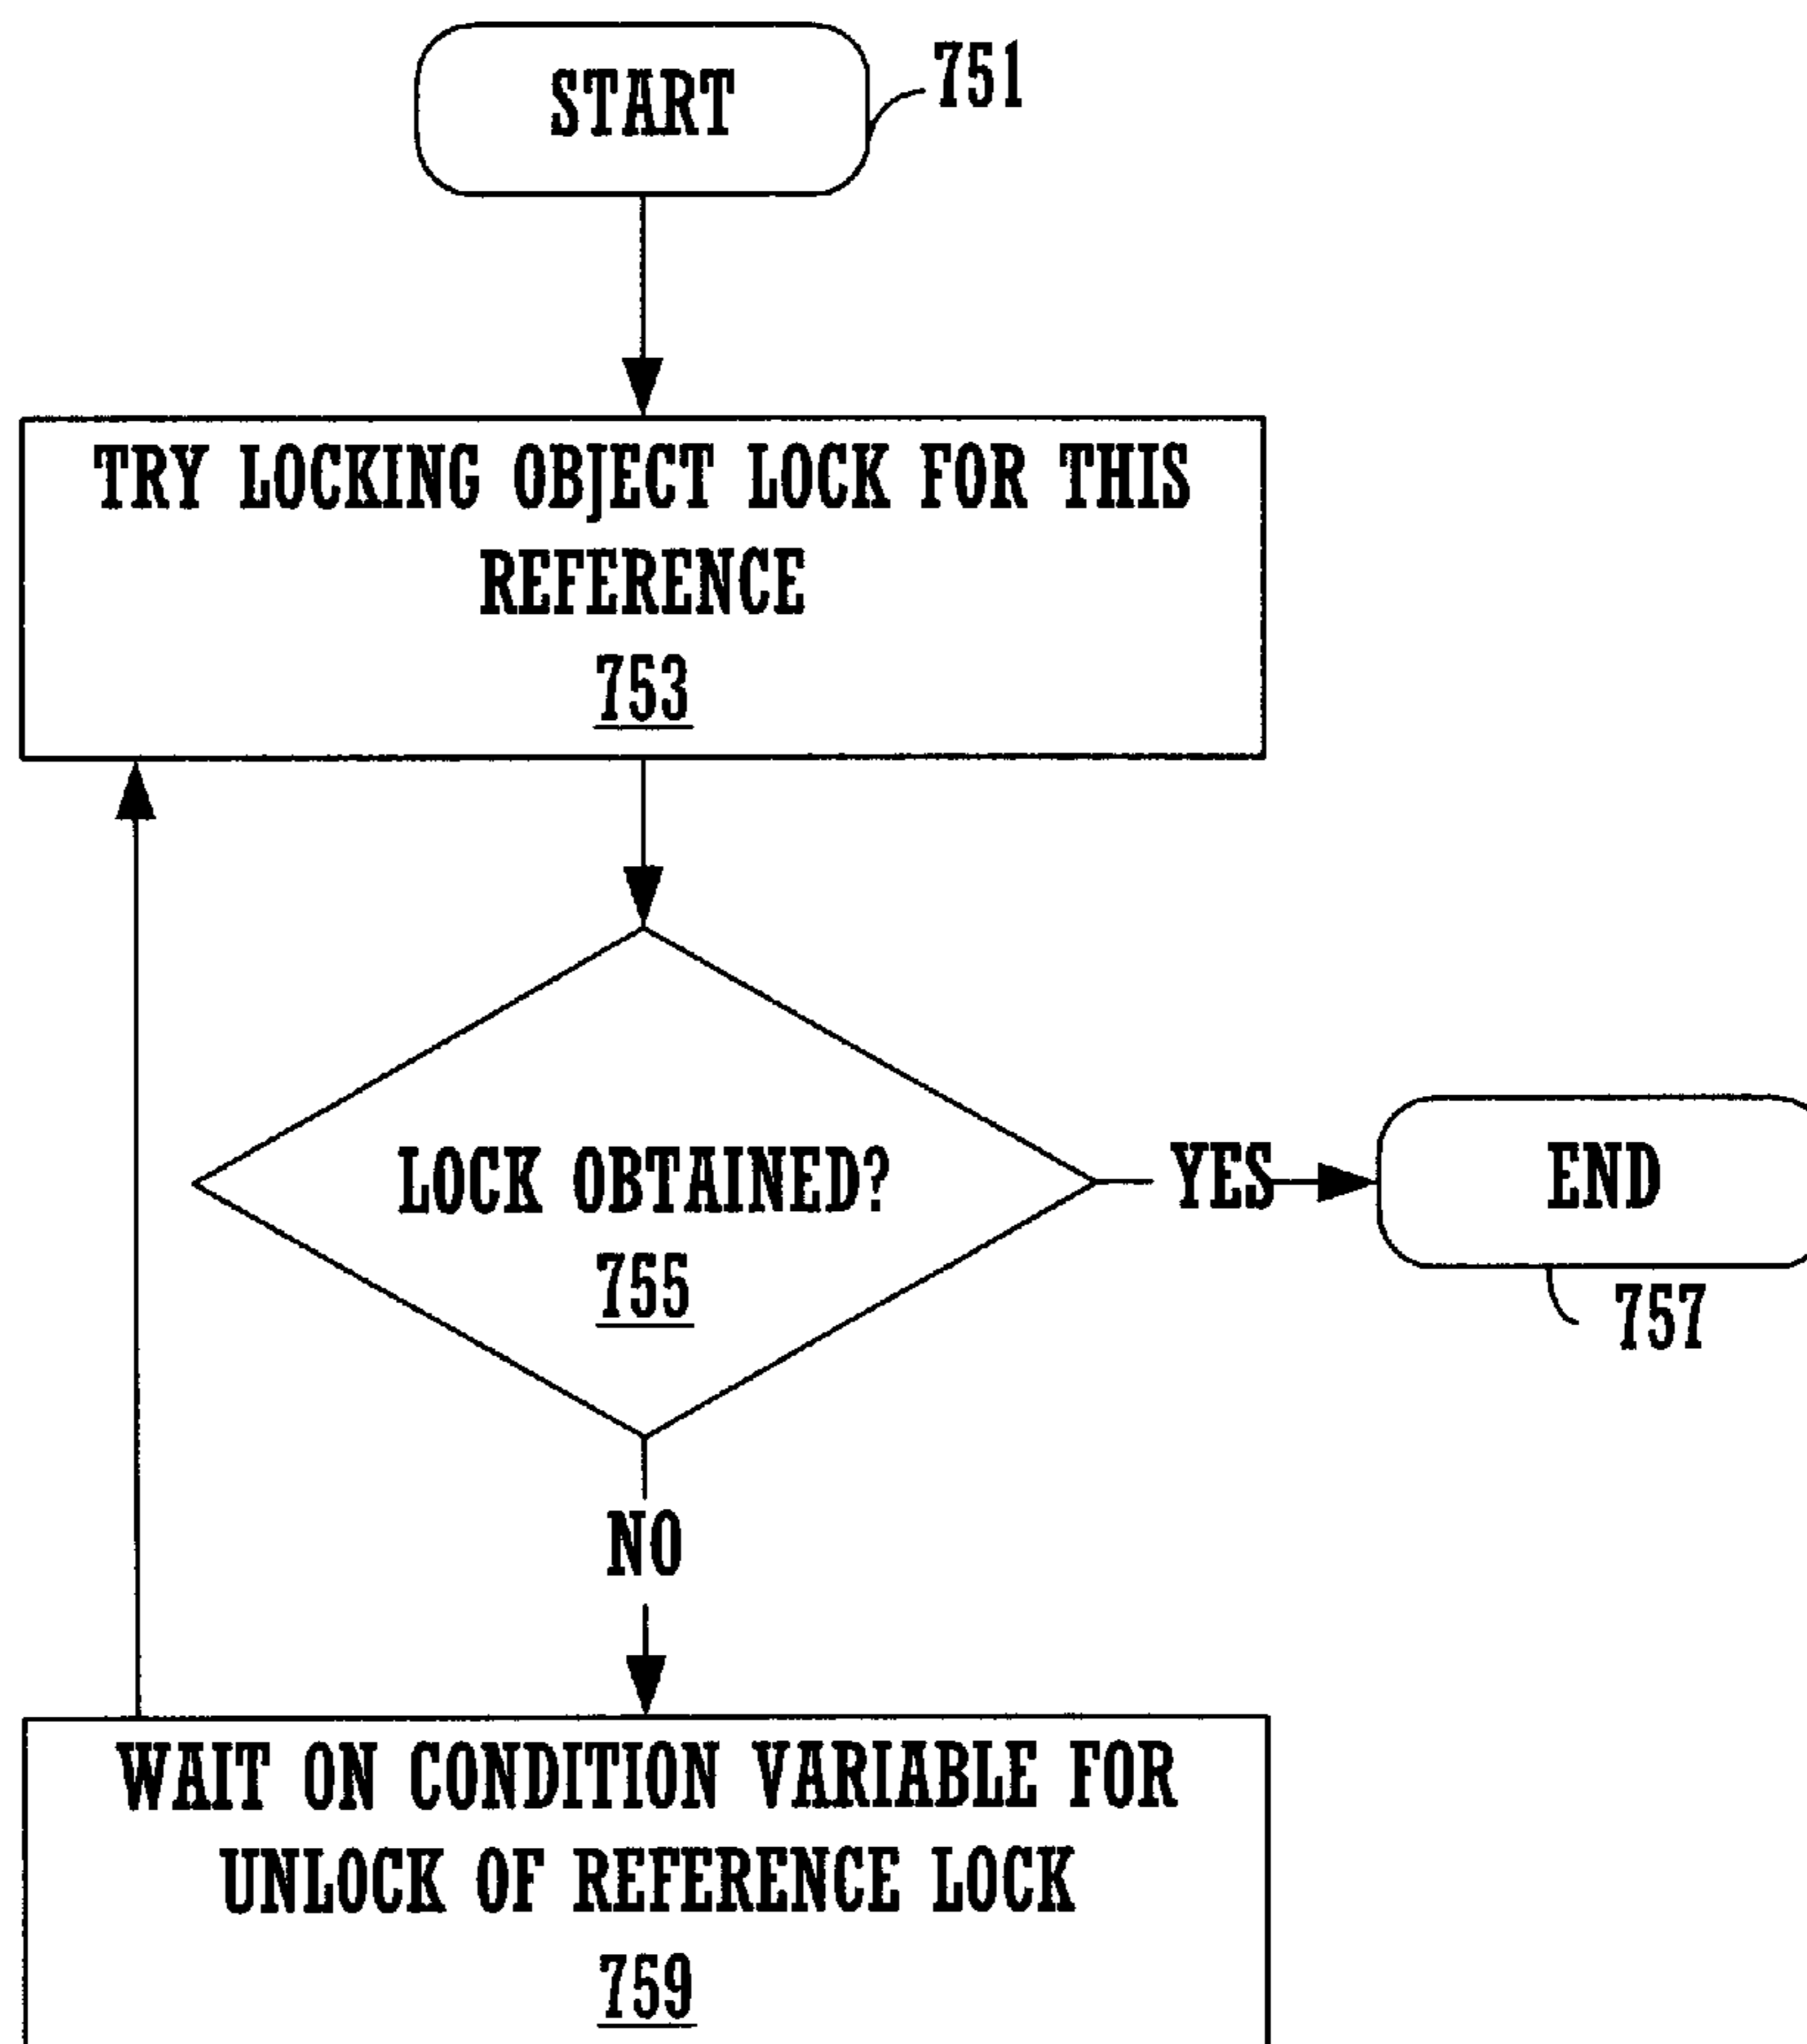 START
751
TRY LOCKING OBJECT LOCK FOR THIS
REFERENCE
753
LOCK OBTAINED?
755
YES
END
757
NO
WAIT ON CONDITION VARIABLE FOR
UNLOCK OF REFERENCE LOCK
759